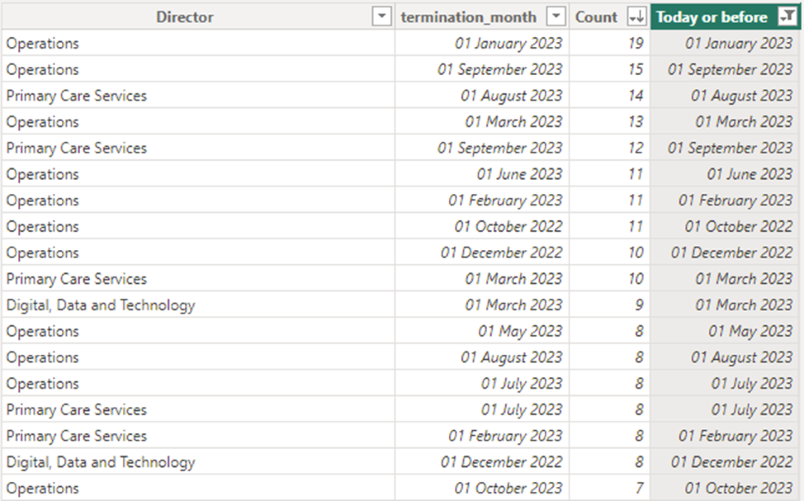 Director termination_month Count Today or before
Operations 01 January 2023 19 01 January 2023
Operations 01 September 2023 15 01 September 2023
Primary Care Services 01 August 2023 14 01 August 2023
Operations 01 March 2023 13 01 March 2023
Primary Care Services 01 September 2023 12 01 September 2023
Operations 01 June 2023 11 01 June 2023
Operations 01 February 2023 11 01 February 2023
Operations 01 October 2022 11 01 October 2022
Operations 01 December 2022 10 01 December 2022
Primary Care Services 01 March 2023 10 01 March 2023
Digital, Data and Technology 01 March 2023 9 01 March 2023
Operations 01 May 2023 8 01 May 2023
Operations 01 August 2023 8 01 August 2023
Operations 01 July 2023 8 01 July 2023
Primary Care Services 01 July 2023 8 01 July 2023
Primary Care Services 01 February 2023 8 01 February 2023
Digital, Data and Technology 01 December 2022 8 01 December 2022
Operations 01 October 2023 7 01 October 2023